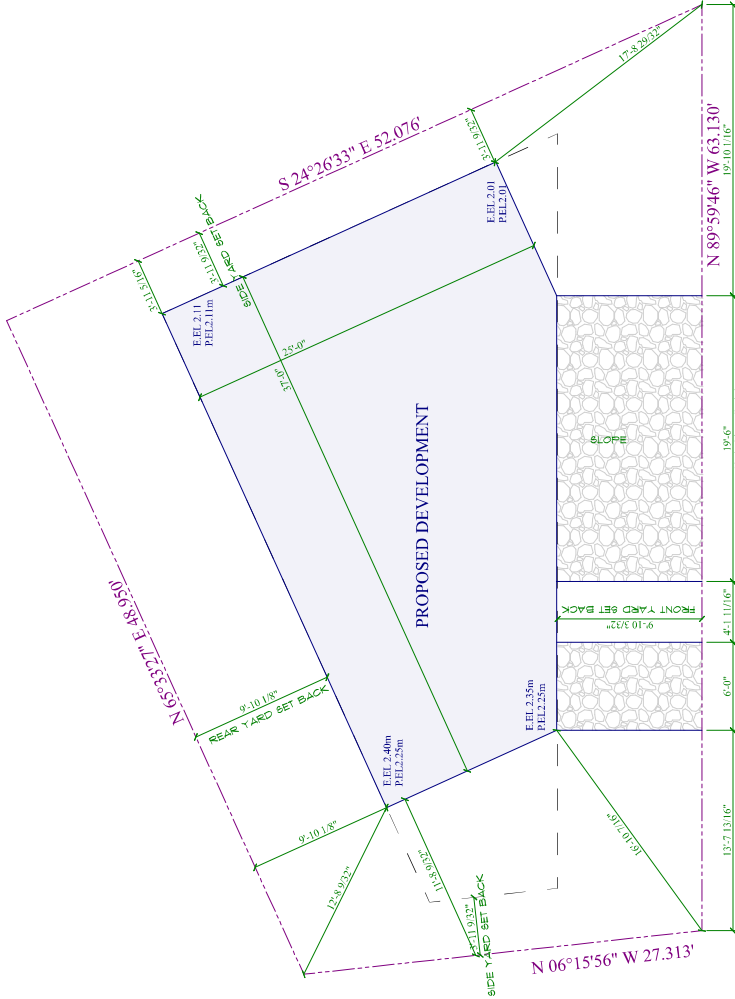 17'-8 29/32"
S 24°26'33" E 52.076'
3'-11 9/32"
N 89°59'46" W 63.130'
19'-10 1/16"
E.EL 2.01
P.EL2.01
SIDE YARD SET BACK
3'-11 9/32"
3'-11 5/16"
E.EL 2.11
P.EL2.11m
25'-0"
37'-0"
PROPOSED DEVELOPMENT
SLOPE
19'-6"
N 65°33'27" E 48.950'
FRONT YARD SET BACK
9'-10 3/32"
4'-1 11/16"
9'-10 1/8"
REAR YARD SET BACK
E.EL 2.35m
P.EL2.25m
6'-0"
E.EL 2.40m
P.EL2.25m
9'-10 1/8"
12'-8 9/32"
11'-8 9/32"
16'-10 7/16"
13'-7 13/16"
3'-11 9/32"
SIDE YARD SET BACK
N 06°15'56" W 27.313'